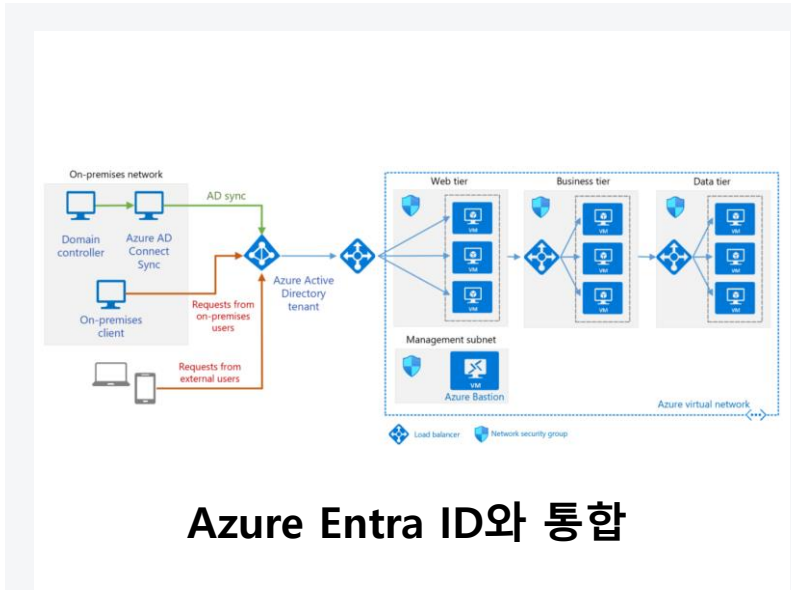 On-premises network
AD sync
Domain
controller
Azure AD
Connect
Sync
On-premises
client
Requests from
on-premises
users
Requests from
external users
Azure Active
Directory
tenant
Web tier
VM
VM
VM
Business tier
VM
VM
VM
Data tier
VM
VM
VM
Management subnet
VM
Azure Bastion
Azure virtual network
Load balancer
Network security group
Azure Entra ID와 통합